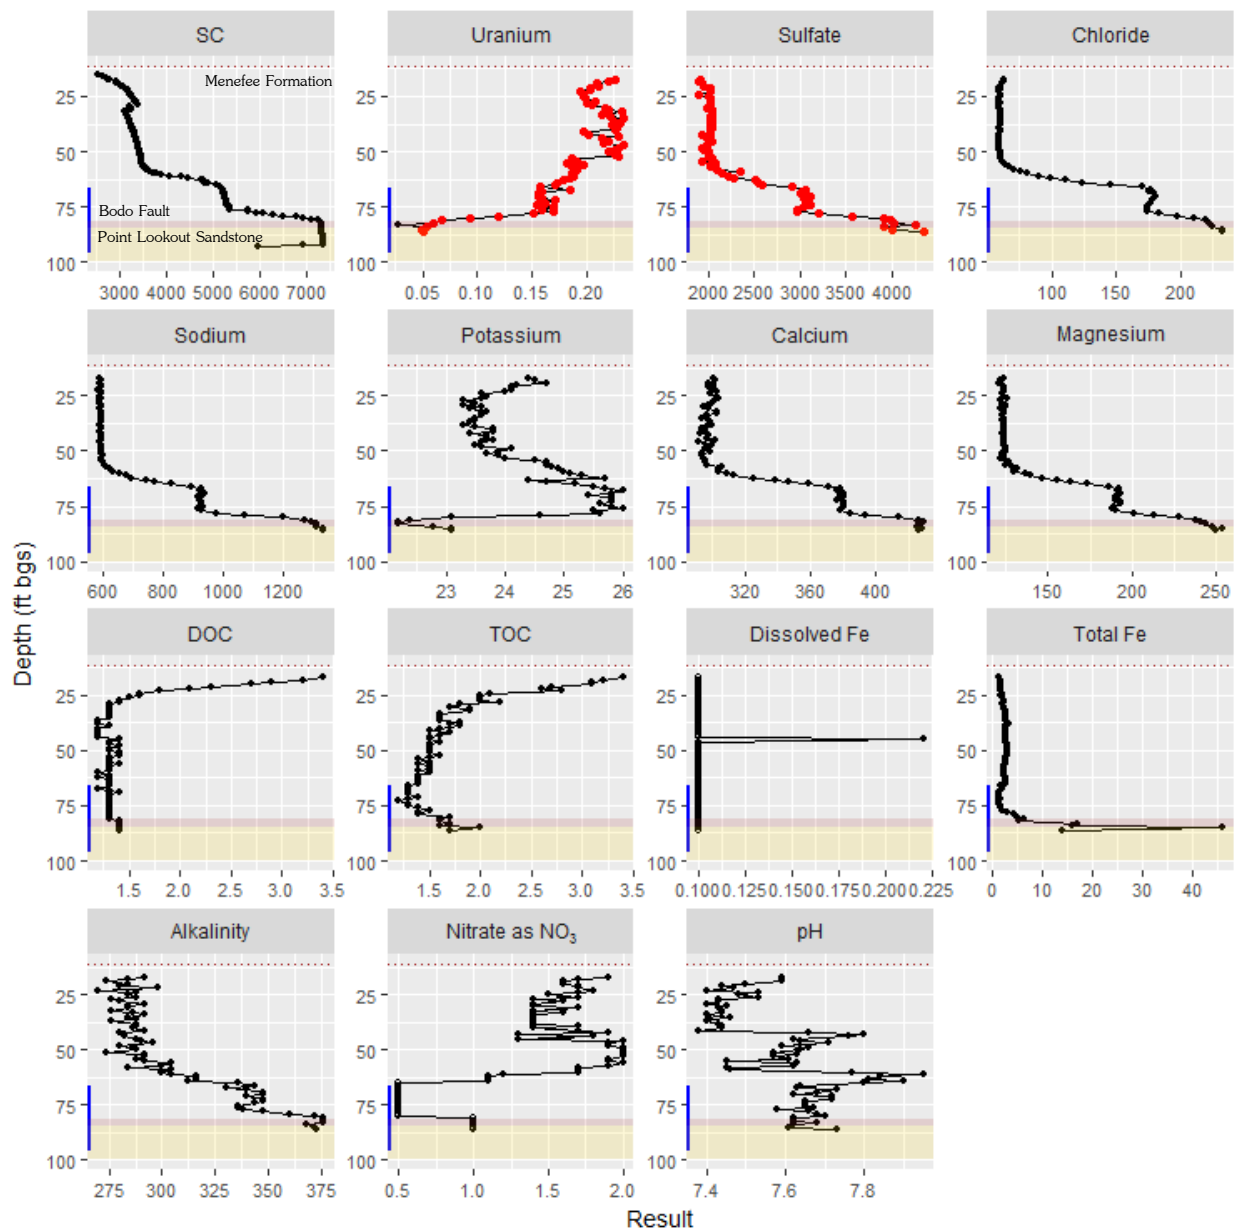 SC Uranium Sulfate Chloride
Menefee Formation
Bodo Fault
Point Lookout Sandstone
25
50
75
100
25
50
75
100
25
50
75
100
25
50
75
100
3000 4000 5000 6000 7000
0.05 0.10 0.15 0.20
2000 2500 3000 3500 4000
100 150 200
Sodium Potassium Calcium Magnesium
25
50
75
100
25
50
75
100
25
50
75
100
25
50
75
100
600 800 1000 1200
23 24 25 26
320 360 400
150 200 250
Depth (ft bgs)
DOC TOC Dissolved Fe Total Fe
25
50
75
100
25
50
75
100
25
50
75
100
25
50
75
100
1.5 2.0 2.5 3.0 3.5
1.5 2.0 2.5 3.0 3.5
0.100 0.125 0.150 0.175 0.200 0.225
0 10 20 30 40
Alkalinity Nitrate as NO₃ pH
25
50
75
100
25
50
75
100
25
50
75
100
275 300 325 350 375
0.5 1.0 1.5 2.0
7.4 7.6 7.8
Result